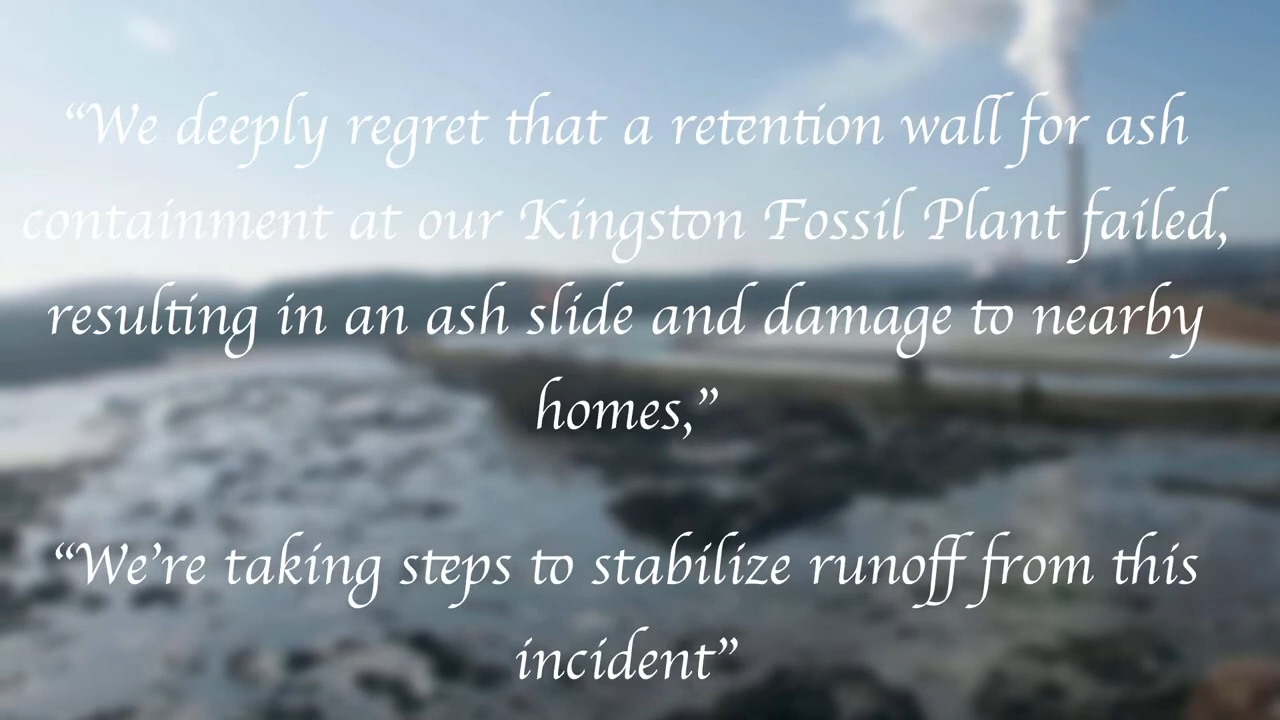 “We deeply regret that a retention wall for ash
containment at our Kingston Fossil Plant failed,
resulting in an ash slide and damage to nearby
homes,”
“We’re taking steps to stabilize runoff from this
incident”